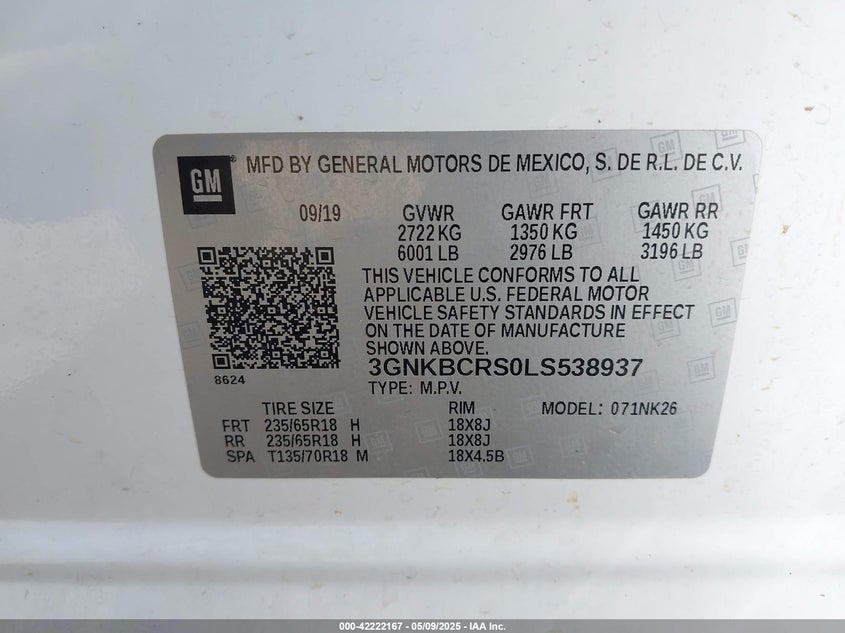 GM ® MFD BY GENERAL MOTORS DE MEXICO, S. DE R.L. DE C.V.
09/19 GVWR GAWR FRT GAWR RR
2722 KG 1350 KG 1450 KG
6001 LB 2976 LB 3196 LB
THIS VEHICLE CONFORMS TO ALL
APPLICABLE U.S. FEDERAL MOTOR
VEHICLE SAFETY STANDARDS IN EFFECT
ON THE DATE OF MANUFACTURE
SHOWN ABOVE.
3GNKBCRS0LS538937
8624
TYPE: M.P.V.
TIRE SIZE RIM MODEL: 071NK26
FRT 235/65R18 H 18X8J
RR 235/65R18 H 18X8J
SPA T135/70R18 M 18X4.5B
000-42222167 - 05/09/2025 - IAA Inc.